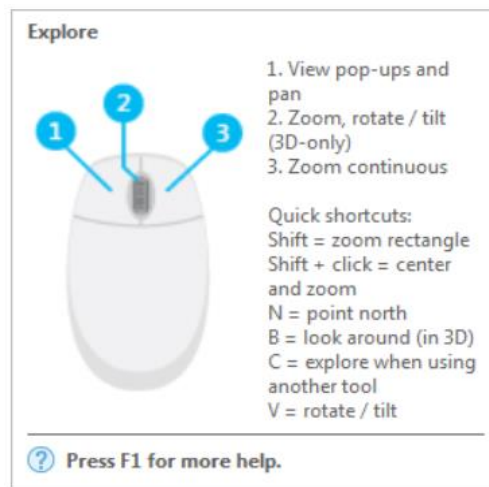 Explore
1
2
3
1. View pop-ups and
pan
2. Zoom, rotate / tilt
(3D-only)
3. Zoom continuous
Quick shortcuts:
Shift = zoom rectangle
Shift + click = center
and zoom
N = point north
B = look around (in 3D)
C = explore when using
another tool
V = rotate / tilt
? Press F1 for more help.